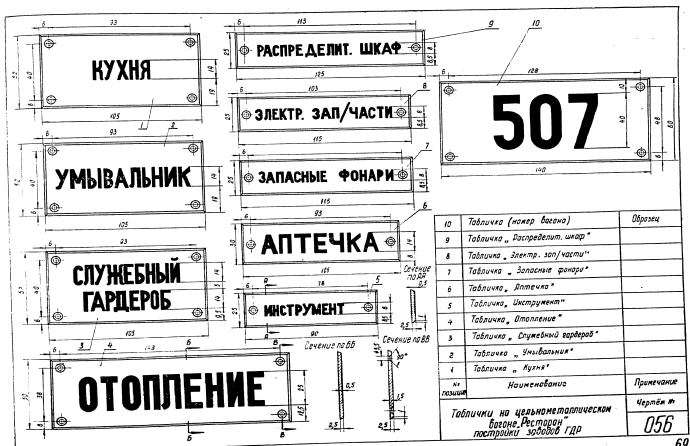 КУХНЯ
УМЫВАЛЬНИК
СЛУЖЕБНЫЙ
ГАРДЕРОБ
ОТОПЛЕНИЕ
РАСПРЕДЕЛИТ. ШКАФ
ЭЛЕКТР. ЗАП/ЧАСТИ
ЗАПАСНЫЕ ФОНАРИ
АПТЕЧКА
ИНСТРУМЕНТ
507
Сечение
по АА
Сечение по ББ
Сечение по ВВ
10 Табличка (номер вагона) Образец
9 Табличка „Распределит. шкаф"
8 Табличка „Электр. зап/части"
7 Табличка „Запасные фонари"
6 Табличка „Аптечка"
5 Табличка „Инструмент"
4 Табличка „Отопление"
3 Табличка „Служебный гардероб"
2 Табличка „Умывальник"
1 Табличка „Кухня"
№ позиции Наименование Примечание
Таблички на цельнометаллическом
вагоне „Ресторан"
постройки заводов ГДР
Чертёж №
056
69